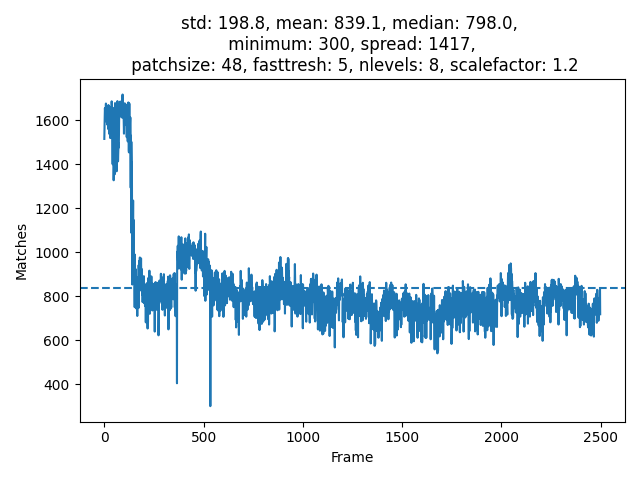 std: 198.8, mean: 839.1, median: 798.0,
minimum: 300, spread: 1417,
patchsize: 48, fasttresh: 5, nlevels: 8, scalefactor: 1.2
1600
1400
1200
1000
800
600
400
Matches
0 500 1000 1500 2000 2500
Frame